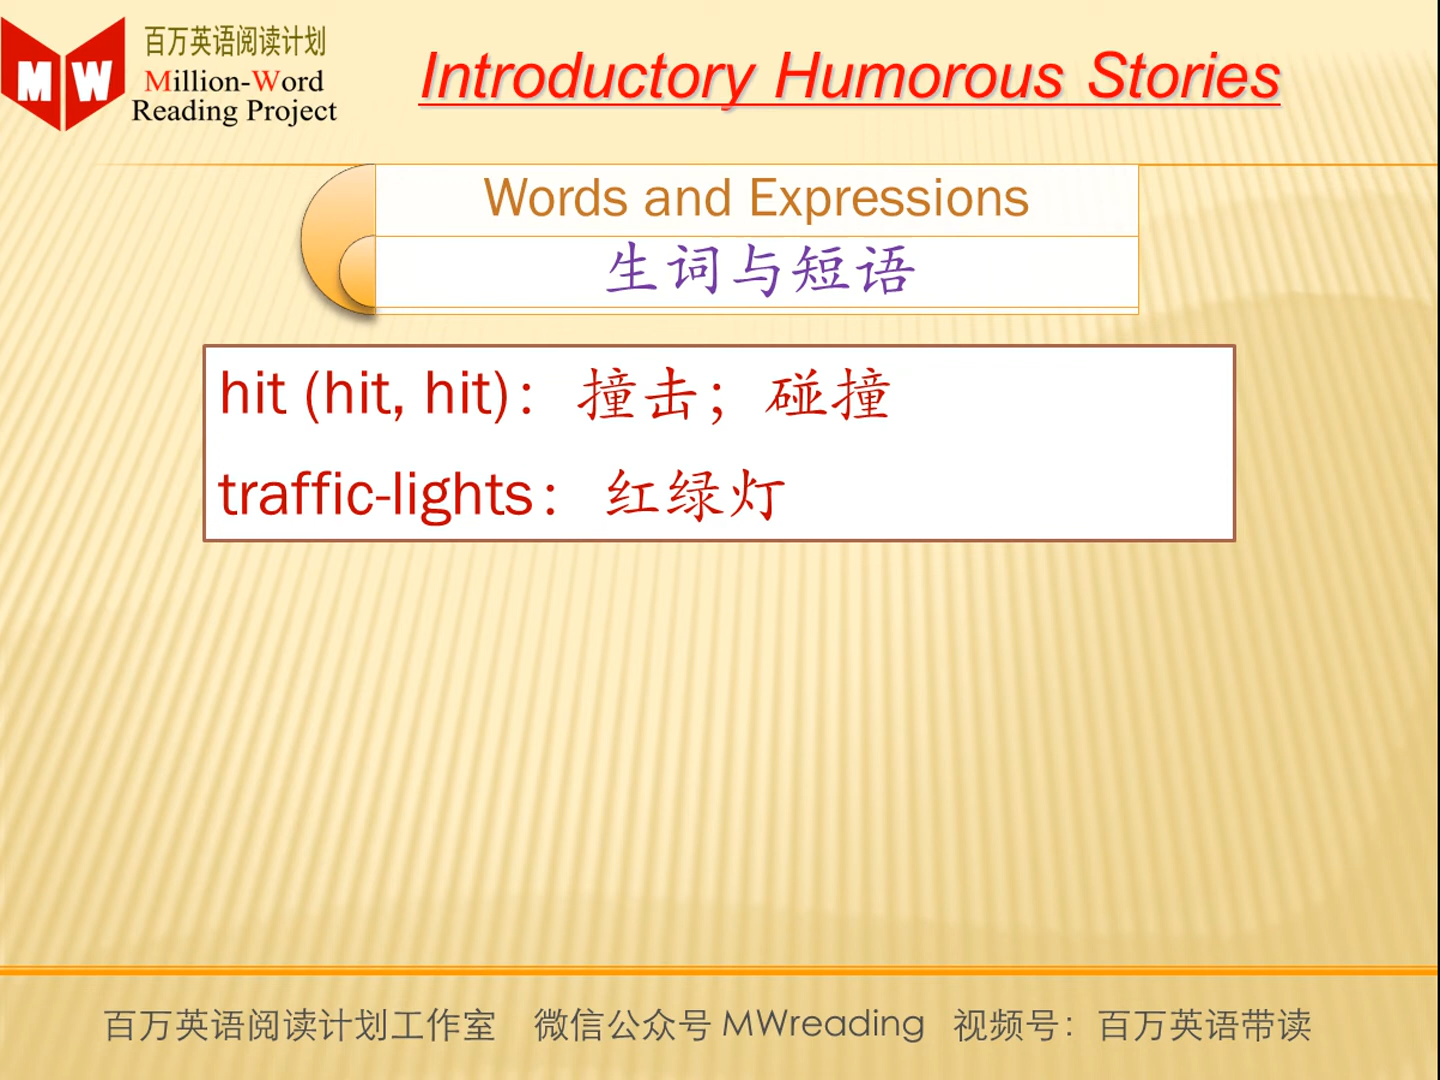 百万英语阅读计划
Million-Word
Reading Project
MW
Introductory Humorous Stories
Words and Expressions
生词与短语
hit (hit, hit)：撞击；碰撞
traffic-lights：红绿灯
百万英语阅读计划工作室 微信公众号 MWreading 视频号：百万英语带读